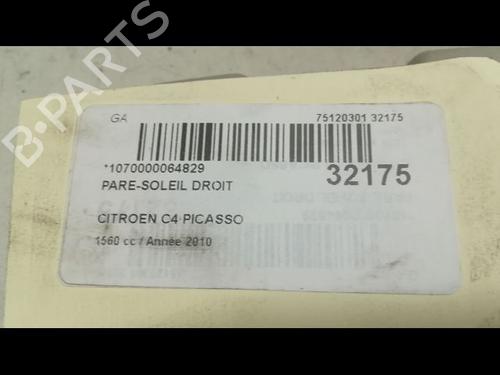 GA 75120301 32175
*1070000064829 32175
PARE-SOLEIL DROIT
CITROEN C4 PICASSO
1560 cc / Année 2010
B-PARTS